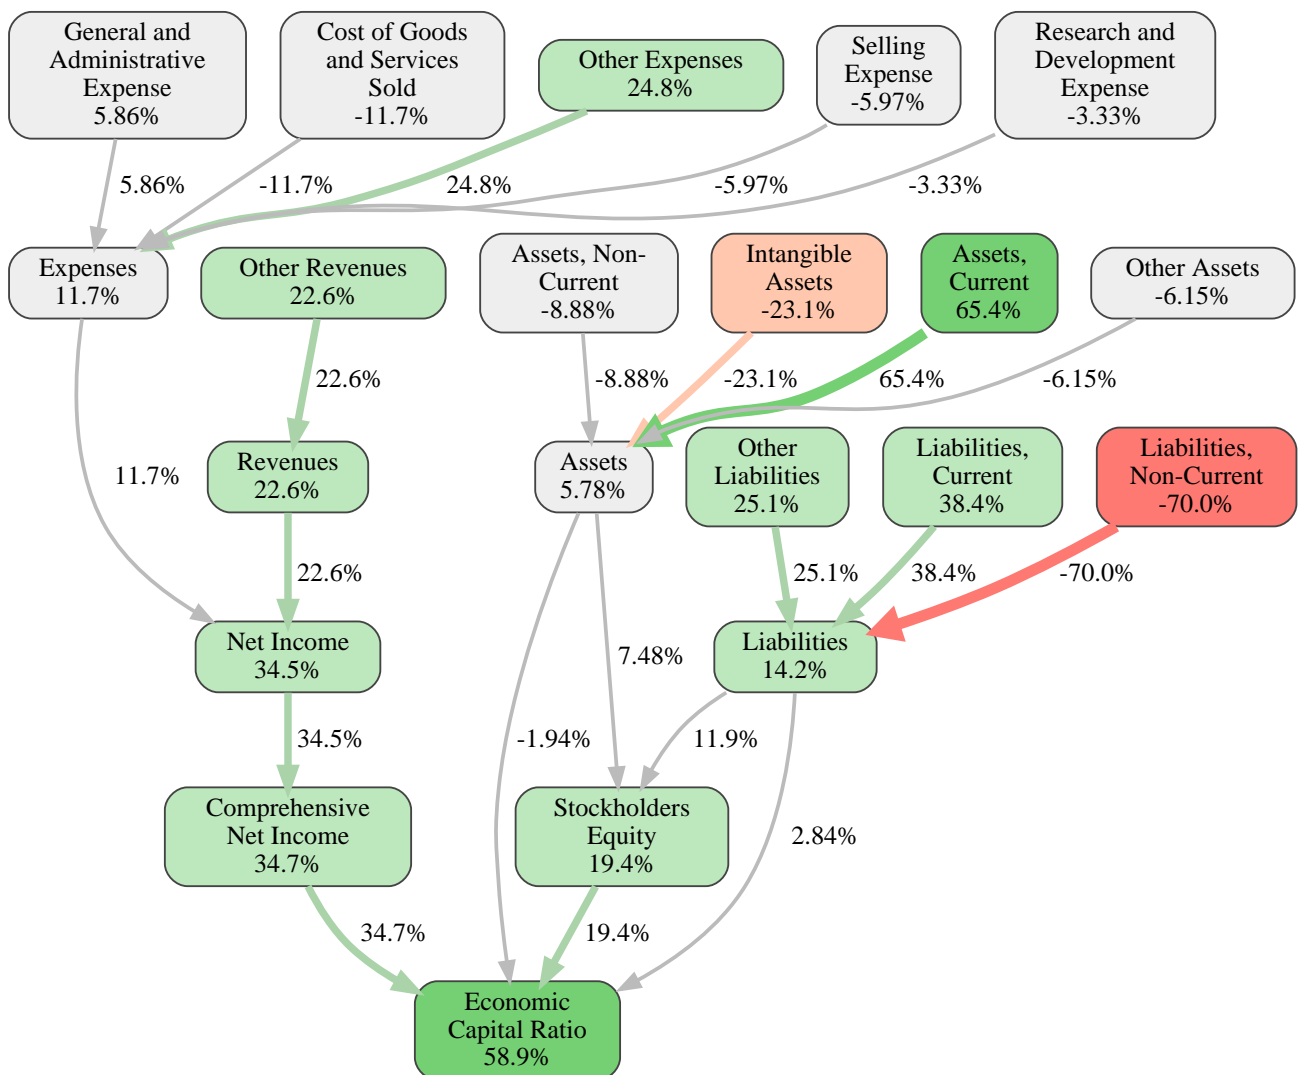 General and
Administrative
Expense
5.86%
Cost of Goods
and Services
Sold
-11.7%
Other Expenses
24.8%
Selling
Expense
-5.97%
Research and
Development
Expense
-3.33%
5.86%
-11.7%
24.8%
-5.97%
-3.33%
Expenses
11.7%
Other Revenues
22.6%
Assets, Non-
Current
-8.88%
Intangible
Assets
-23.1%
Assets,
Current
65.4%
Other Assets
-6.15%
22.6%
-8.88%
-23.1%
65.4%
-6.15%
11.7%
Revenues
22.6%
Assets
5.78%
Other
Liabilities
25.1%
Liabilities,
Current
38.4%
Liabilities,
Non-Current
-70.0%
22.6%
25.1%
38.4%
-70.0%
Net Income
34.5%
7.48%
Liabilities
14.2%
34.5%
-1.94%
11.9%
Comprehensive
Net Income
34.7%
Stockholders
Equity
19.4%
2.84%
34.7%
19.4%
Economic
Capital Ratio
58.9%